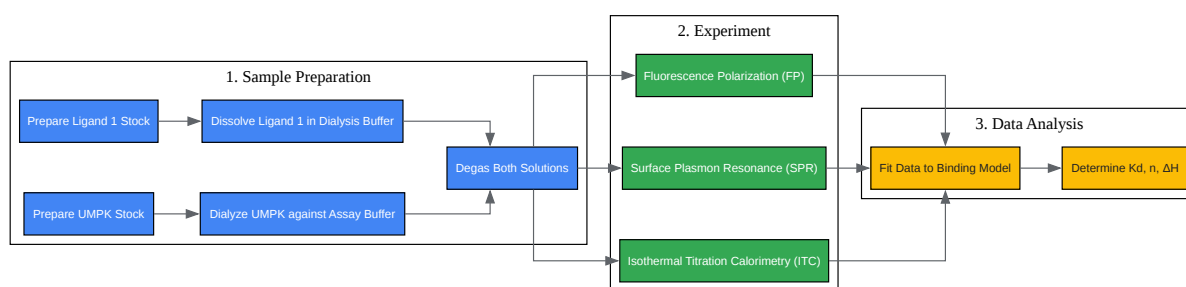 1. Sample Preparation
Prepare Ligand 1 Stock
Dissolve Ligand 1 in Dialysis Buffer
Degas Both Solutions
Prepare UMPK Stock
Dialyze UMPK against Assay Buffer
2. Experiment
Fluorescence Polarization (FP)
Surface Plasmon Resonance (SPR)
Isothermal Titration Calorimetry (ITC)
3. Data Analysis
Fit Data to Binding Model
Determine Kd, n, ΔH